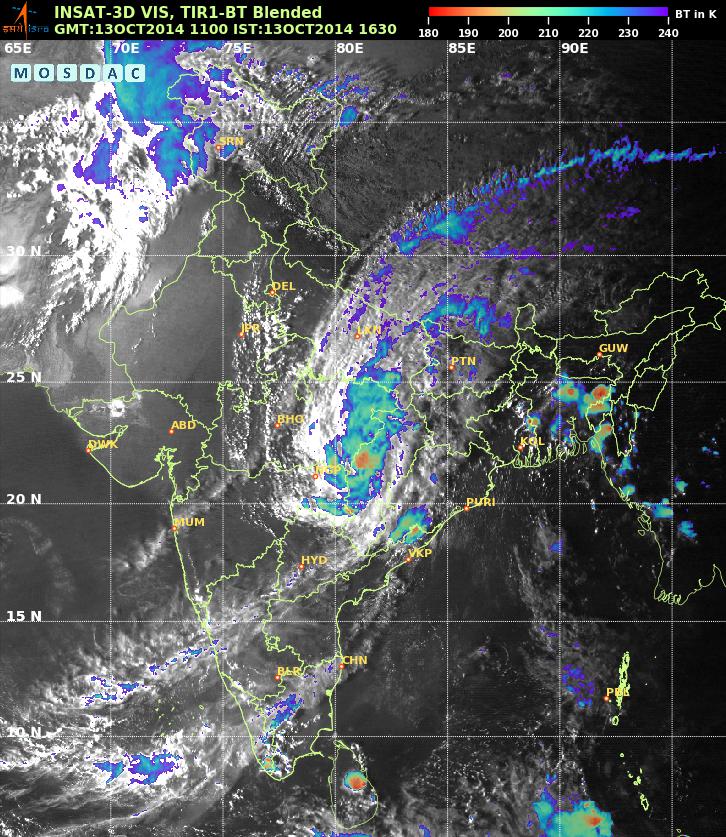 INSAT-3D VIS, TIR1-BT Blended
GMT:13OCT2014 1100 IST:13OCT2014 1630
BT in K
180 190 200 210 220 230 240
65E 70E 75E 80E 85E 90E
MOSDAC
SRN
30 N
DEL
JPR
LKN
GUW
PTN
25 N
ABD
BHO
DWK
KOL
NGP
20 N
PURI
MUM
VKP
HYD
15 N
CHN
BLR
PBL
10 N